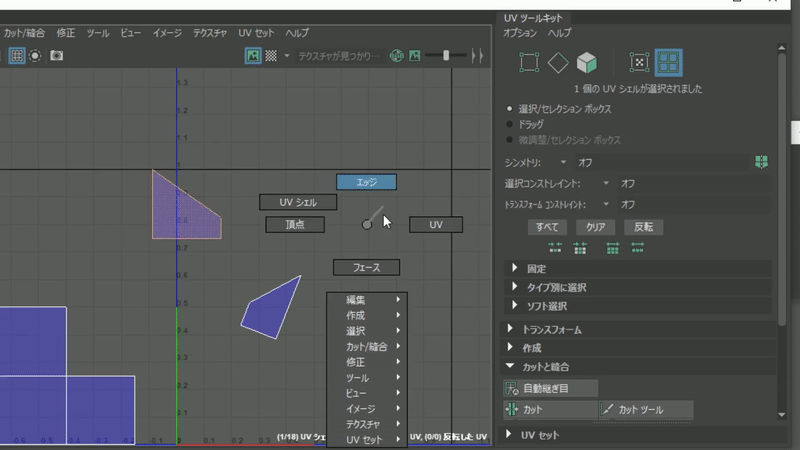 UV ツールキット
カット/縫合 修正 ツール ビュー イメージ テクスチャ UV セット ヘルプ
オプション ヘルプ
テクスチャが見つかり…
1 個の UV シェルが選択されました
選択/セレクション ボックス
ドラッグ
微調整/セレクション ボックス
シンメトリ: オフ
選択コンストレイント: オフ
トランスフォーム コンストレイント: オフ
すべて クリア 反転
固定
タイプ別に選択
ソフト選択
トランスフォーム
作成
カットと縫合
自動継ぎ目
カット カット ツール
UV セット
エッジ
UV シェル
頂点 UV
フェース
編集
作成
選択
カット/縫合
修正
ツール
ビュー
イメージ
テクスチャ
UV セット
1.3
1.2
1.1
1
0.8
0.7
0.6
0.5
0.4
0.3
0.2
0.1
0.6 -0.5 -0.4 -0.3 -0.2 -0.1 0 0.1 0.2 0.3 0.4
(1/18) UV シェ
UV, (0/0) 反転した UV